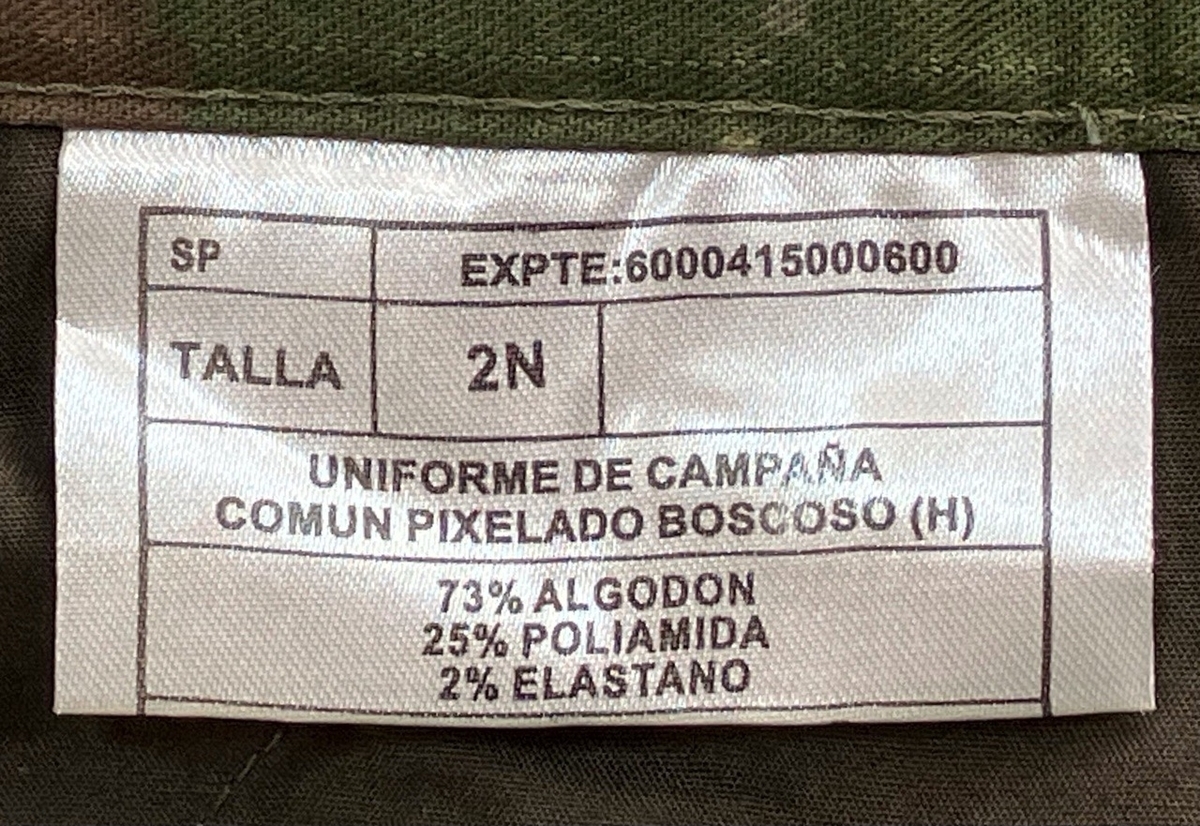 SP
EXPTE:6000415000600
TALLA
2N
UNIFORME DE CAMPAÑA
COMUN PIXELADO BOSCOSO (H)
73% ALGODON
25% POLIAMIDA
2% ELASTANO